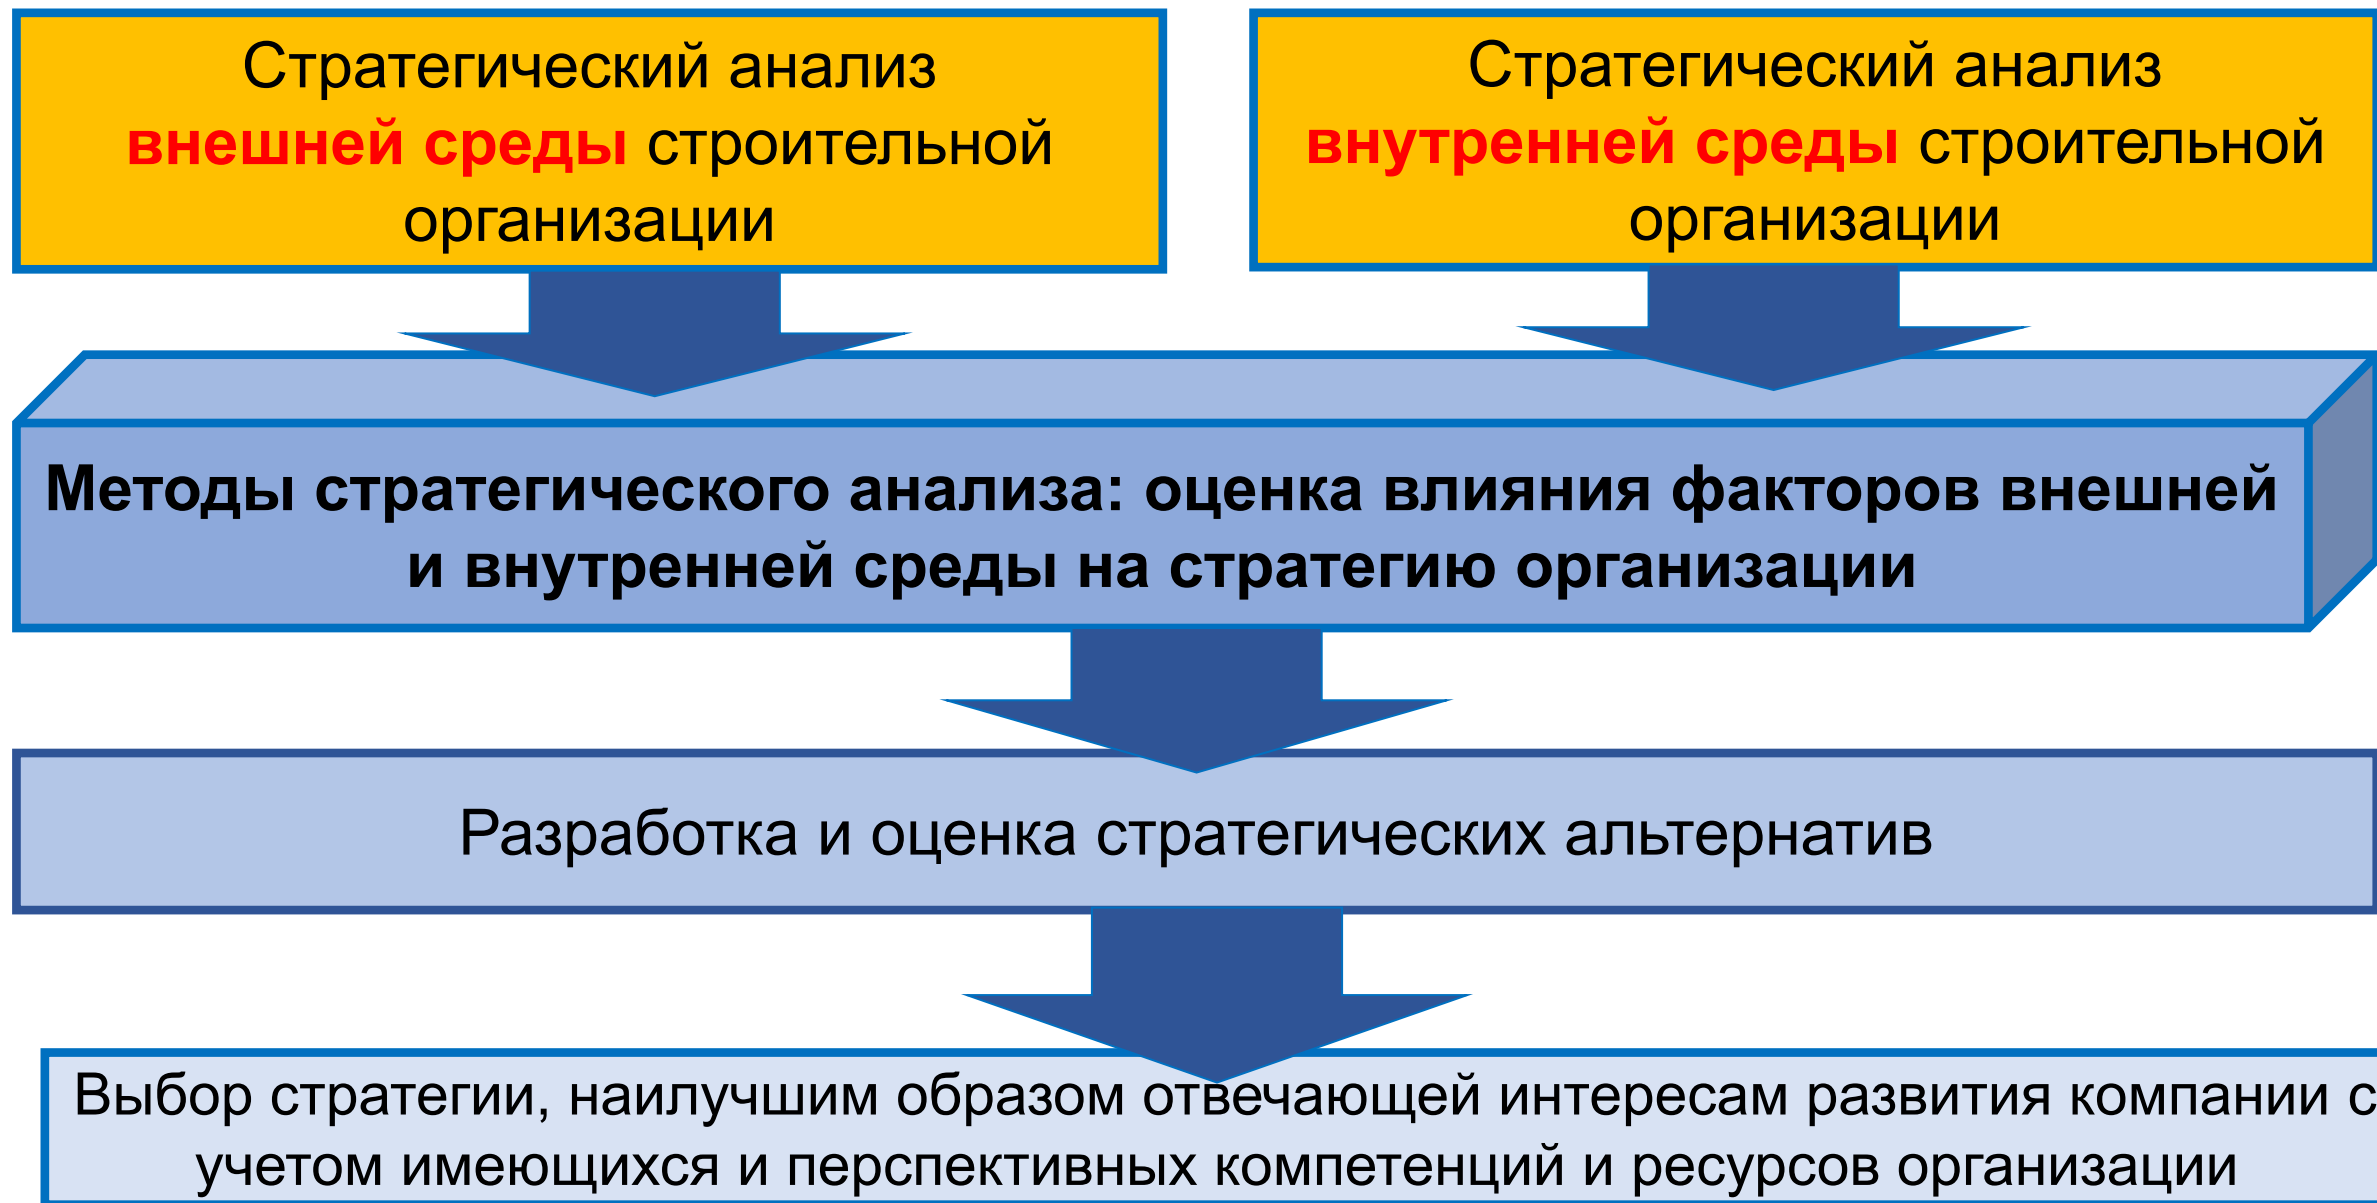 Стратегический анализ
внешней среды строительной
организации
Стратегический анализ
внутренней среды строительной
организации
Методы стратегического анализа: оценка влияния факторов внешней
и внутренней среды на стратегию организации
Разработка и оценка стратегических альтернатив
Выбор стратегии, наилучшим образом отвечающей интересам развития компании с
учетом имеющихся и перспективных компетенций и ресурсов организации